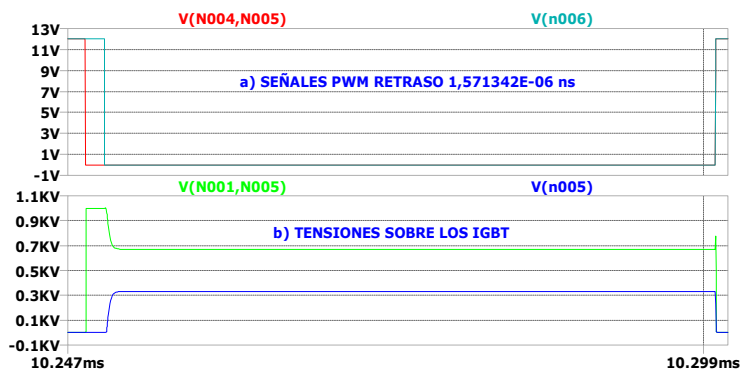 V(N004,N005) V(n006)
13V
11V
9V
7V
5V
3V
1V
-1V
a) SEÑALES PWM RETRASO 1,571342E-06 ns
V(N001,N005) V(n005)
1.1KV
0.9KV
0.7KV
0.5KV
0.3KV
0.1KV
-0.1KV
b) TENSIONES SOBRE LOS IGBT
10.247ms 10.299ms